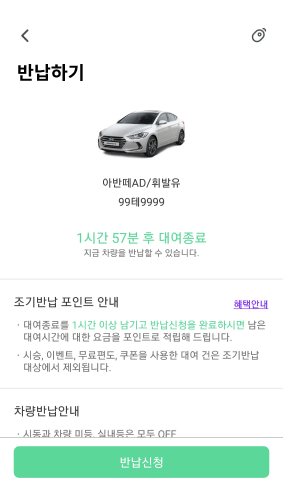 반납하기
아반떼AD/휘발유
99테9999
1시간 57분 후 대여종료
지금 차량을 반납할 수 있습니다.
조기반납 포인트 안내
혜택안내
· 대여종료를 1시간 이상 남기고 반납신청을 완료하시면 남은
대여시간에 대한 요금을 포인트로 적립해 드립니다.
· 시승, 이벤트, 무료편도, 쿠폰을 사용한 대여 건은 조기반납
대상에서 제외됩니다.
차량반납안내
· 시동과 차량 미등, 실내등은 모두 OFF
반납신청